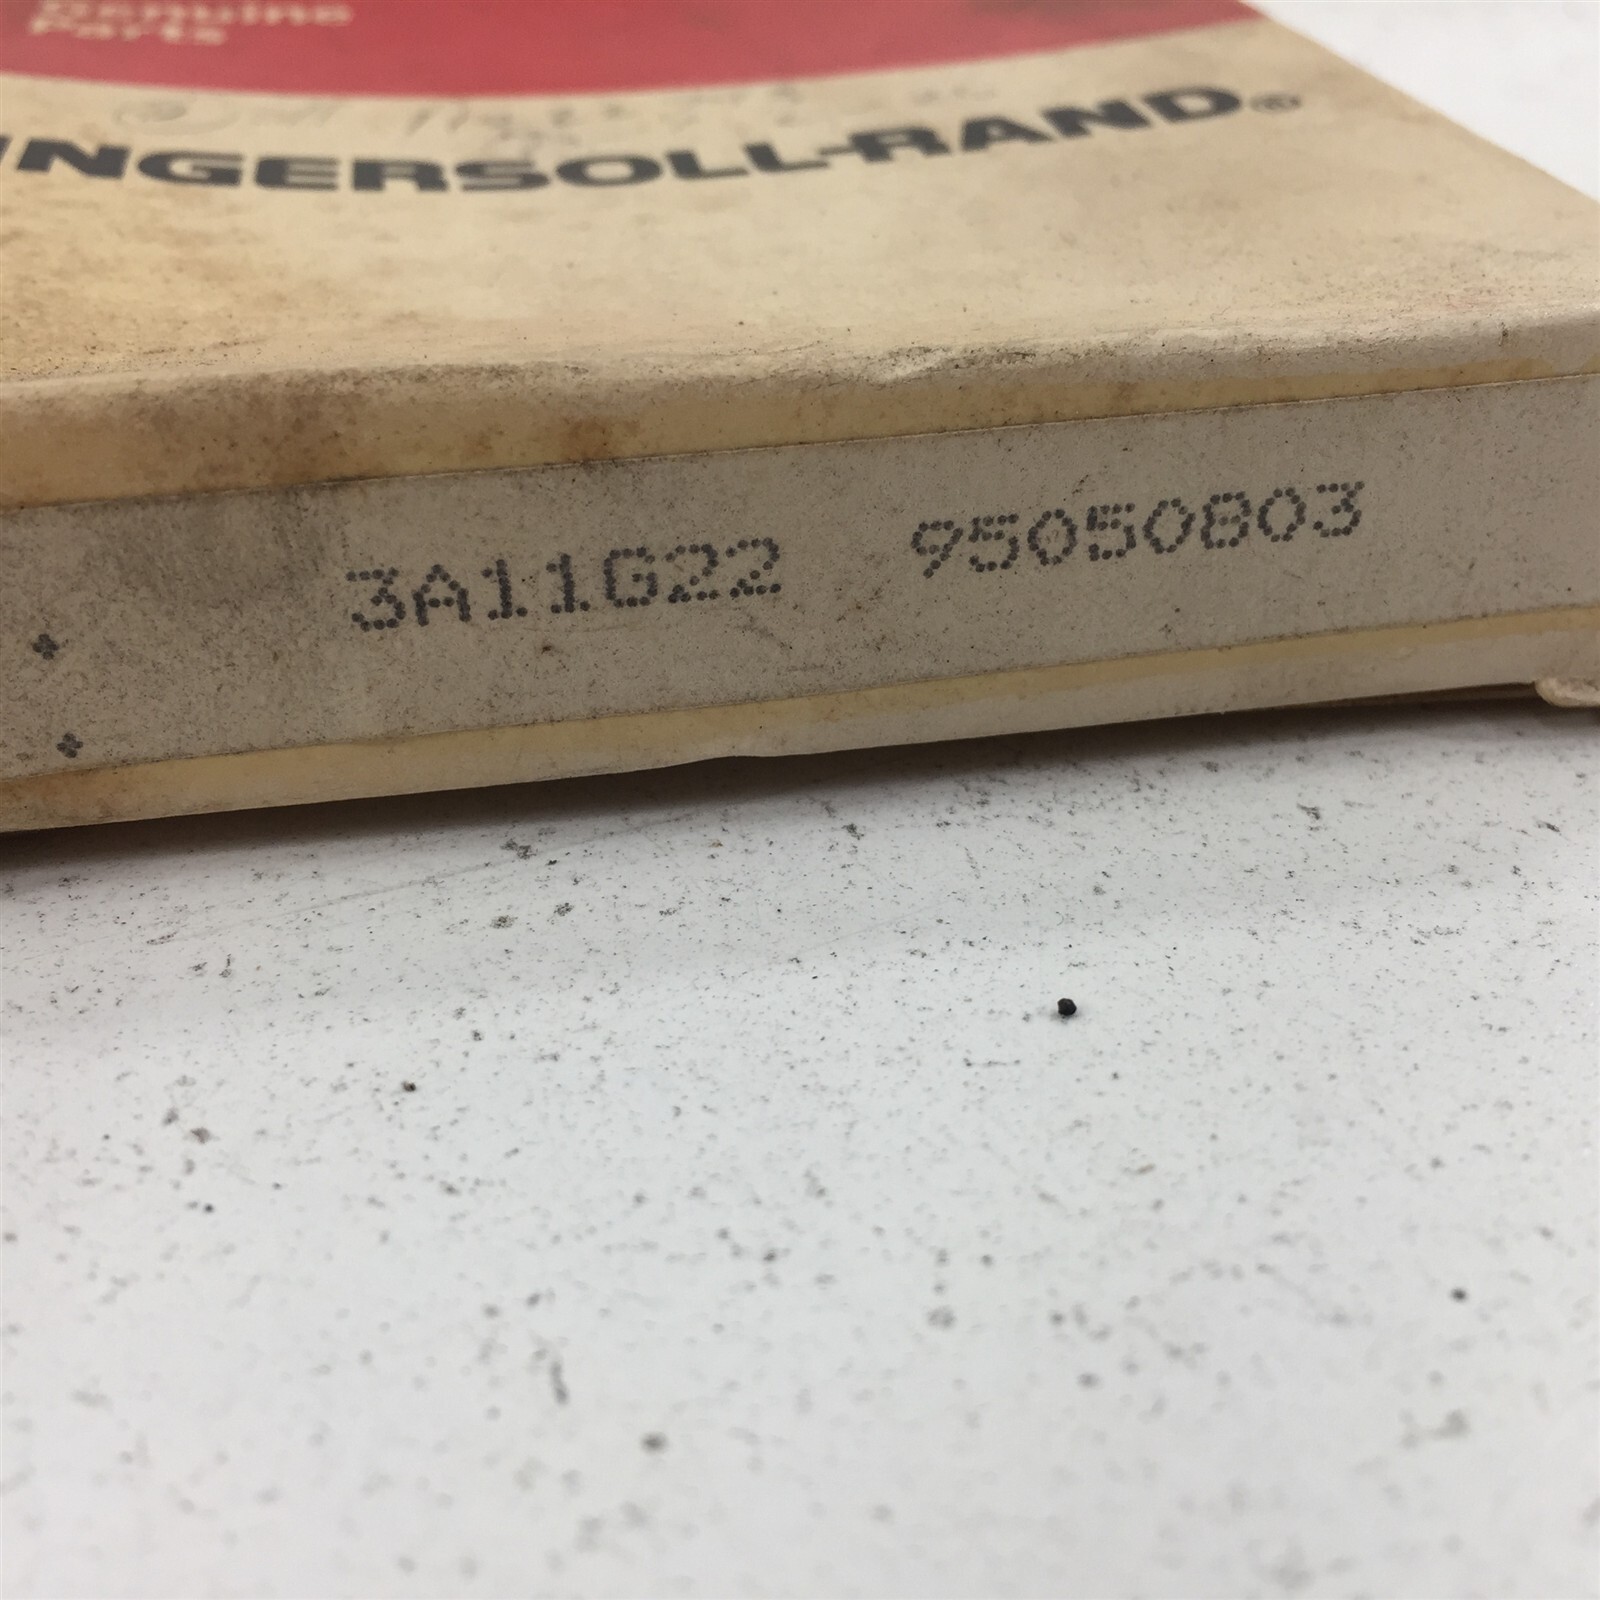 Genuine
Parts
INGERSOLL-RAND®
3A11G22 95050803